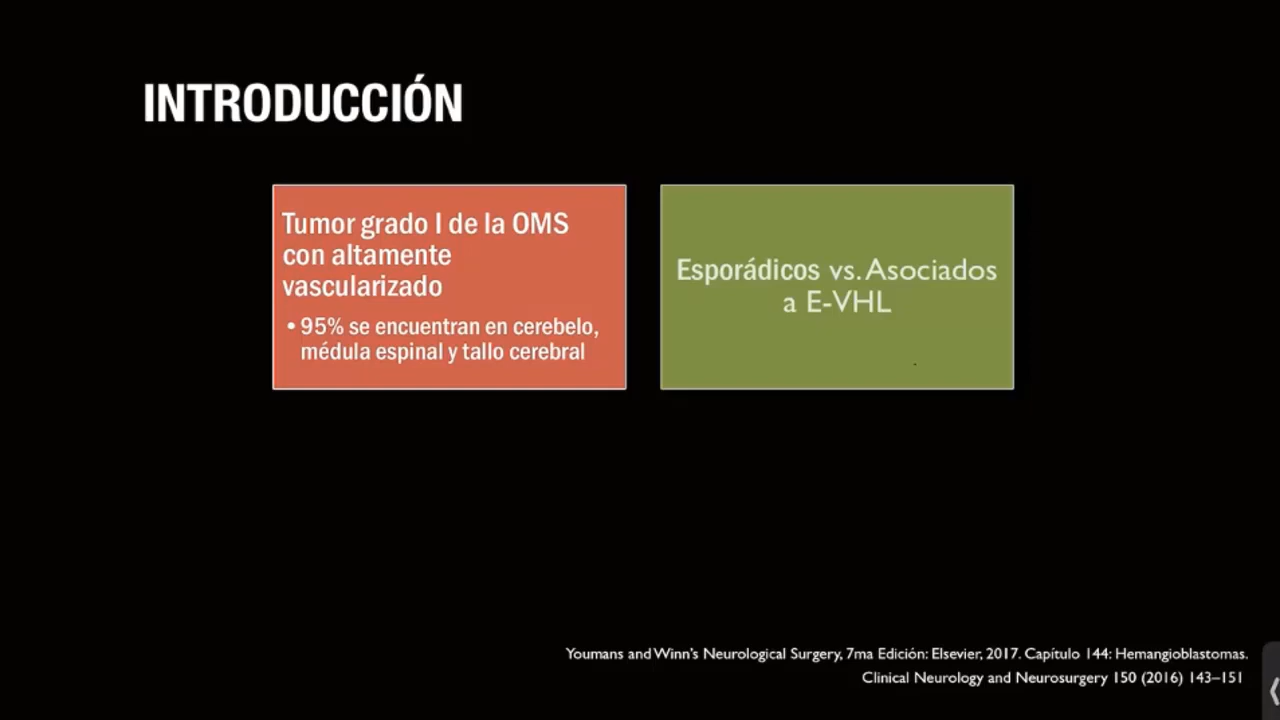 INTRODUCCIÓN
Tumor grado I de la OMS
con altamente
vascularizado
• 95% se encuentran en cerebelo,
médula espinal y tallo cerebral
Esporádicos vs. Asociados
a E-VHL
Youmans and Winn's Neurological Surgery, 7ma Edición: Elsevier, 2017. Capítulo 144: Hemangioblastomas.
Clinical Neurology and Neurosurgery 150 (2016) 143–151